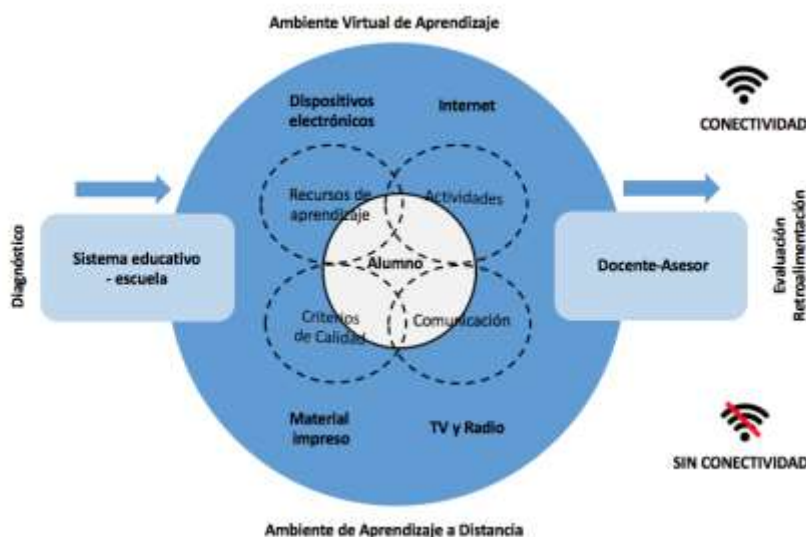 Ambiente Virtual de Aprendizaje
Dispositivos
electrónicos
Internet
CONECTIVIDAD
Recursos de
aprendizaje
Actividades
Diagnóstico
Sistema educativo
- escuela
Alumno
Docente-Asesor
Evaluación
Retroalimentación
Criterios
de Calidad
Comunicación
Material
impreso
TV y Radio
SIN CONECTIVIDAD
Ambiente de Aprendizaje a Distancia